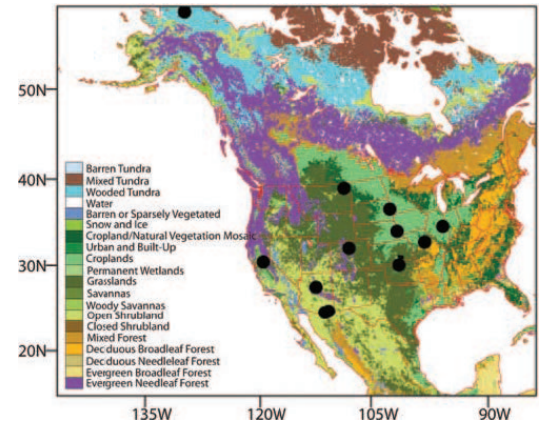 50N
40N
30N
20N
Barren Tundra
Mixed Tundra
Wooded Tundra
Water
Barren or Sparsely Vegetated
Snow and Ice
Cropland/Natural Vegetation Mosaic
Urban and Built-Up
Croplands
Permanent Wetlands
Grasslands
Savannas
Woody Savannas
Open Shrubland
Closed Shrubland
Mixed Forest
Deciduous Broadleaf Forest
Deciduous Needleleaf Forest
Evergreen Broadleaf Forest
Evergreen Needleaf Forest
135W 120W 105W 90W